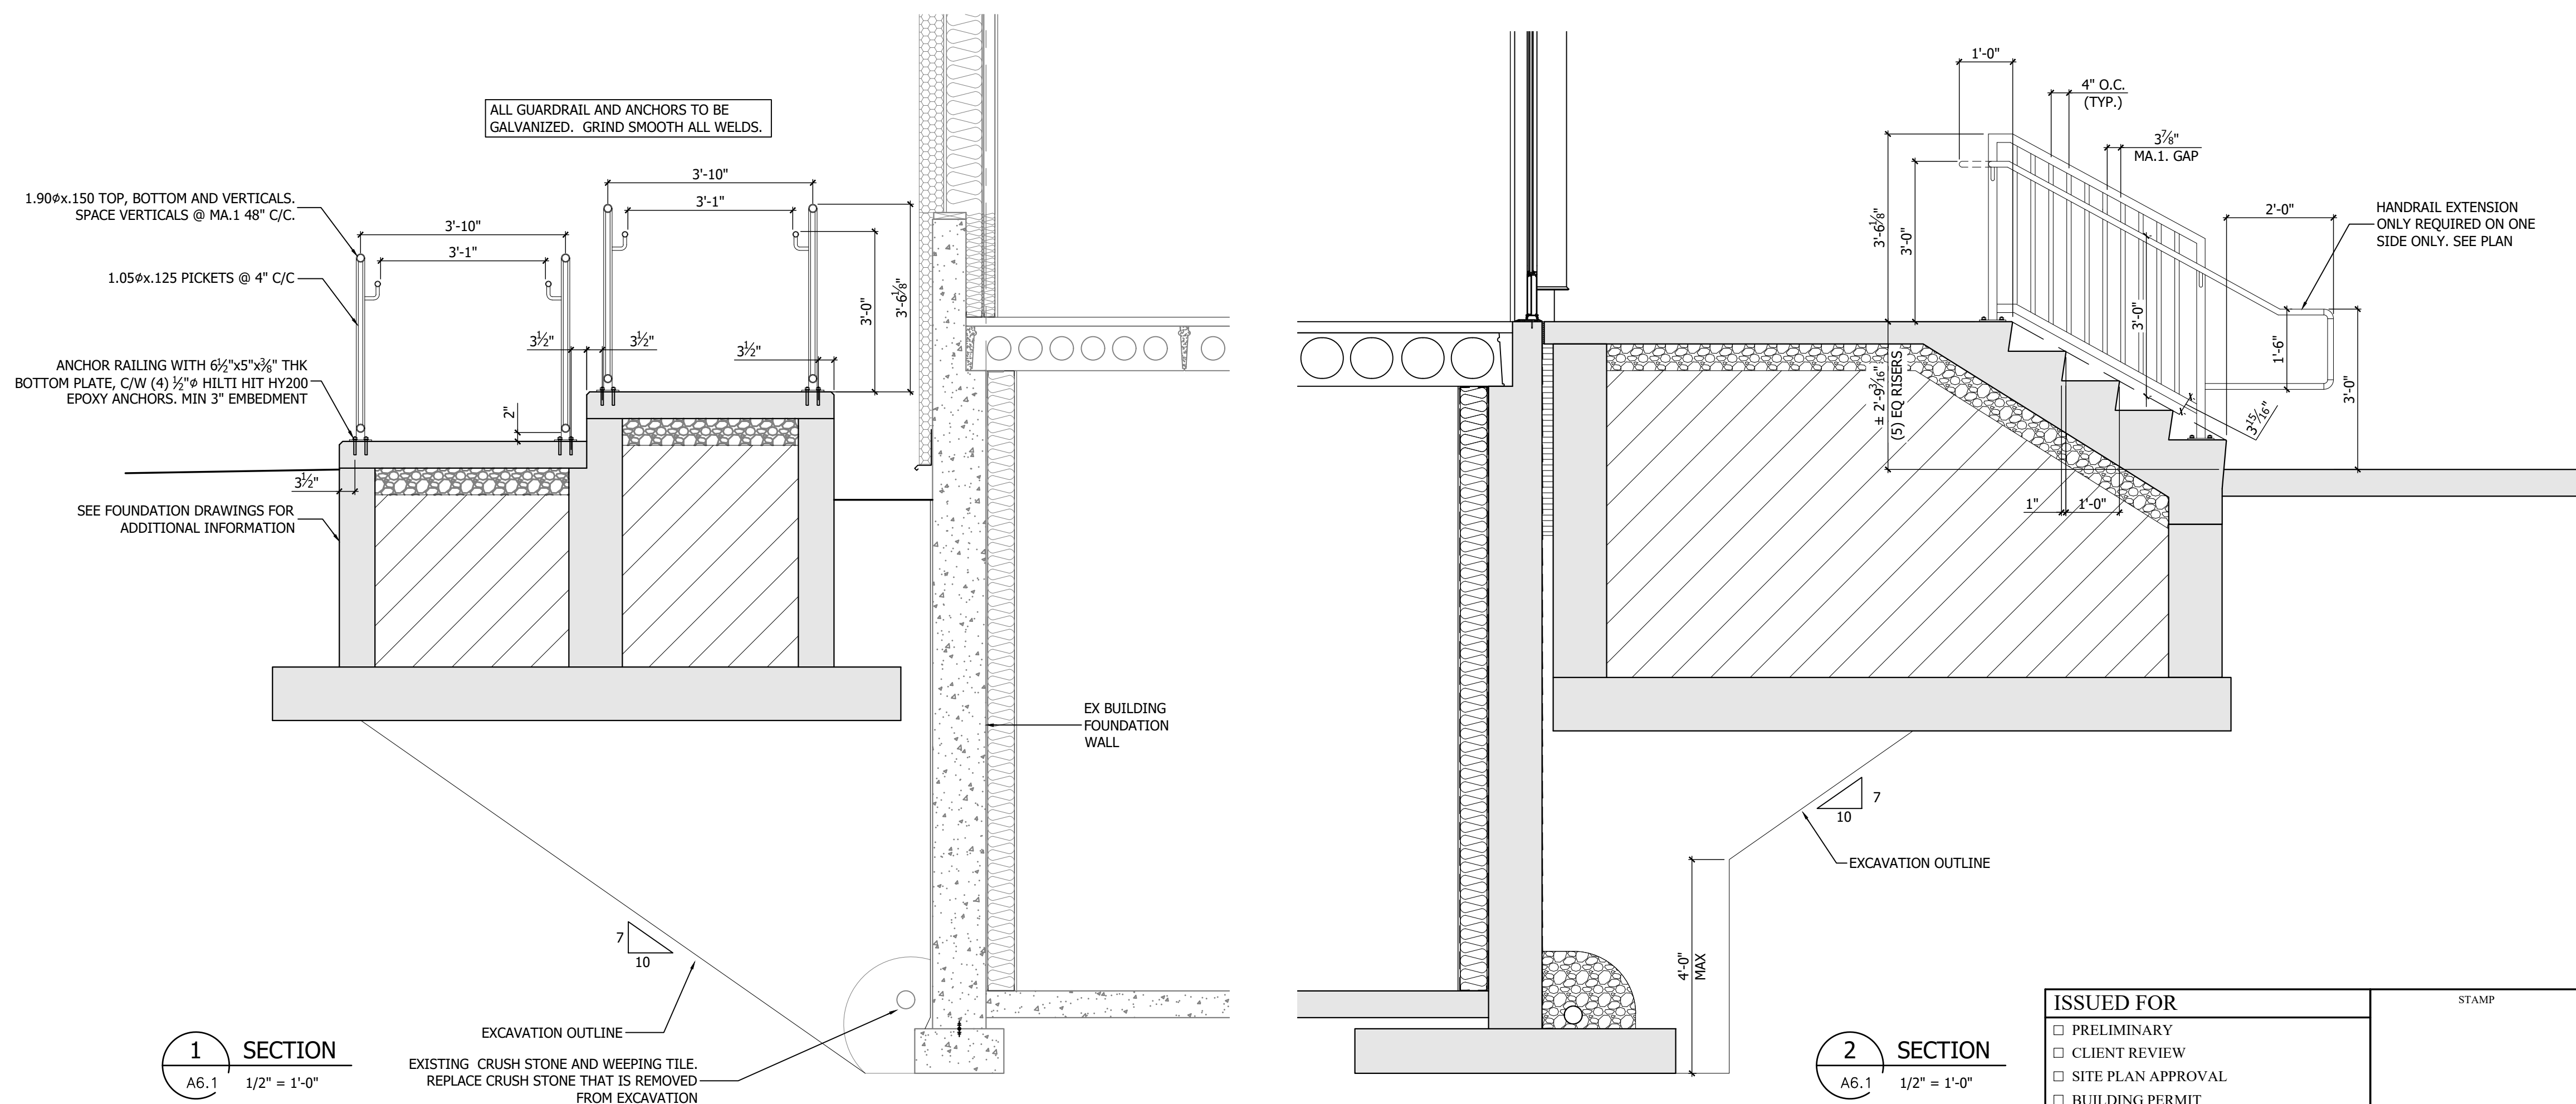 ALL GUARDRAIL AND ANCHORS TO BE
GALVANIZED. GRIND SMOOTH ALL WELDS.
1.90⌀x.150 TOP, BOTTOM AND VERTICALS.
SPACE VERTICALS @ MA.1 48" C/C.
1.05⌀x.125 PICKETS @ 4" C/C
ANCHOR RAILING WITH 6½"x5"x⅜" THK
BOTTOM PLATE, C/W (4) ½"⌀ HILTI HIT HY200
EPOXY ANCHORS. MIN 3" EMBEDMENT
SEE FOUNDATION DRAWINGS FOR
ADDITIONAL INFORMATION
3'-10"
3'-1"
3'-10"
3'-1"
3½"
3½"
3½"
3½"
2"
3'-0"
3'-6⅛"
EX BUILDING
FOUNDATION
WALL
7
10
EXCAVATION OUTLINE
EXISTING CRUSH STONE AND WEEPING TILE.
REPLACE CRUSH STONE THAT IS REMOVED
FROM EXCAVATION
1
A6.1
SECTION
1/2" = 1'-0"
1'-0"
4" O.C.
(TYP.)
3⅞"
MA.1. GAP
3'-6⅛"
3'-0"
2'-0"
HANDRAIL EXTENSION
ONLY REQUIRED ON ONE
SIDE ONLY. SEE PLAN
3'-0"
1'-6"
3'-0"
± 2'-9³⁄₁₆"
(5) EQ RISERS
3¹⁵⁄₁₆"
1"
1'-0"
7
10
EXCAVATION OUTLINE
4'-0"
MAX
2
A6.1
SECTION
1/2" = 1'-0"
ISSUED FOR
☐ PRELIMINARY
☐ CLIENT REVIEW
☐ SITE PLAN APPROVAL
☐ BUILDING PERMIT
STAMP